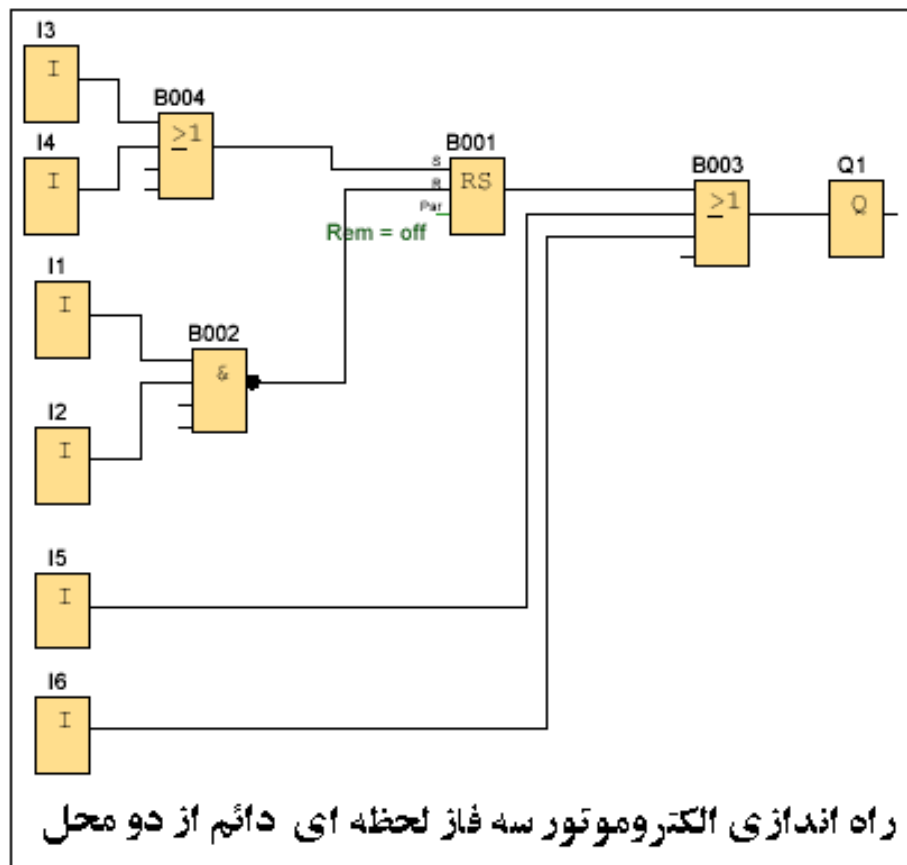 I3
I
B004
≥1
I4
I
B001
S
R
Par
RS
Rem = off
B003
≥1
Q1
Q
I1
I
B002
&
I2
I
I5
I
I6
I
راه اندازی الکتروموتور سه فاز لحظه ای دائم از دو محل